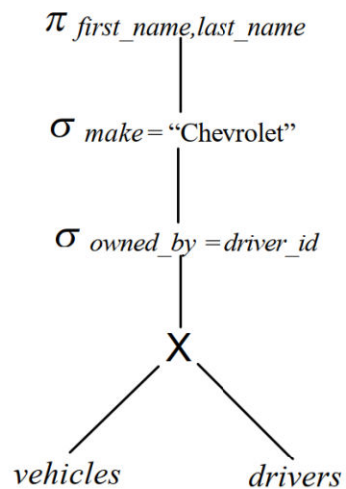 π first_name,last_name
σ make = “Chevrolet”
σ owned_by = driver_id
X
vehicles drivers